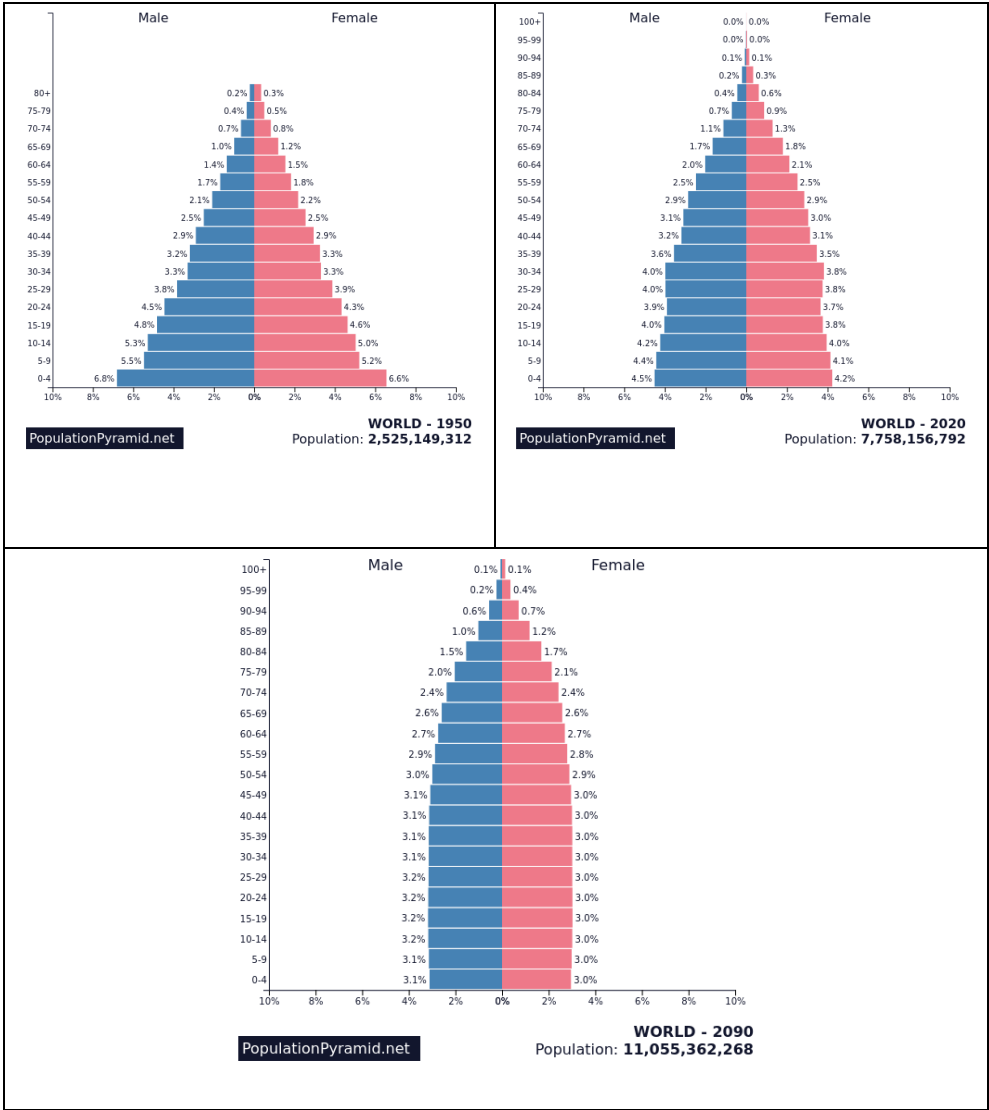 Male Female
80+ 0.2% 0.3%
75-79 0.4% 0.5%
70-74 0.7% 0.8%
65-69 1.0% 1.2%
60-64 1.4% 1.5%
55-59 1.7% 1.8%
50-54 2.1% 2.2%
45-49 2.5% 2.5%
40-44 2.9% 2.9%
35-39 3.2% 3.3%
30-34 3.3% 3.3%
25-29 3.8% 3.9%
20-24 4.5% 4.3%
15-19 4.8% 4.6%
10-14 5.3% 5.0%
5-9 5.5% 5.2%
0-4 6.8% 6.6%
10% 8% 6% 4% 2% 0% 2% 4% 6% 8% 10%
WORLD - 1950
PopulationPyramid.net Population: 2,525,149,312
Male Female
100+ 0.0% 0.0%
95-99 0.0% 0.0%
90-94 0.1% 0.1%
85-89 0.2% 0.3%
80-84 0.4% 0.6%
75-79 0.7% 0.9%
70-74 1.1% 1.3%
65-69 1.7% 1.8%
60-64 2.0% 2.1%
55-59 2.5% 2.5%
50-54 2.9% 2.9%
45-49 3.1% 3.0%
40-44 3.2% 3.1%
35-39 3.6% 3.5%
30-34 4.0% 3.8%
25-29 4.0% 3.8%
20-24 3.9% 3.7%
15-19 4.0% 3.8%
10-14 4.2% 4.0%
5-9 4.4% 4.1%
0-4 4.5% 4.2%
10% 8% 6% 4% 2% 0% 2% 4% 6% 8% 10%
WORLD - 2020
PopulationPyramid.net Population: 7,758,156,792
Male Female
100+ 0.1% 0.1%
95-99 0.2% 0.4%
90-94 0.6% 0.7%
85-89 1.0% 1.2%
80-84 1.5% 1.7%
75-79 2.0% 2.1%
70-74 2.4% 2.4%
65-69 2.6% 2.6%
60-64 2.7% 2.7%
55-59 2.9% 2.8%
50-54 3.0% 2.9%
45-49 3.1% 3.0%
40-44 3.1% 3.0%
35-39 3.1% 3.0%
30-34 3.1% 3.0%
25-29 3.2% 3.0%
20-24 3.2% 3.0%
15-19 3.2% 3.0%
10-14 3.2% 3.0%
5-9 3.1% 3.0%
0-4 3.1% 3.0%
10% 8% 6% 4% 2% 0% 2% 4% 6% 8% 10%
WORLD - 2090
PopulationPyramid.net Population: 11,055,362,268